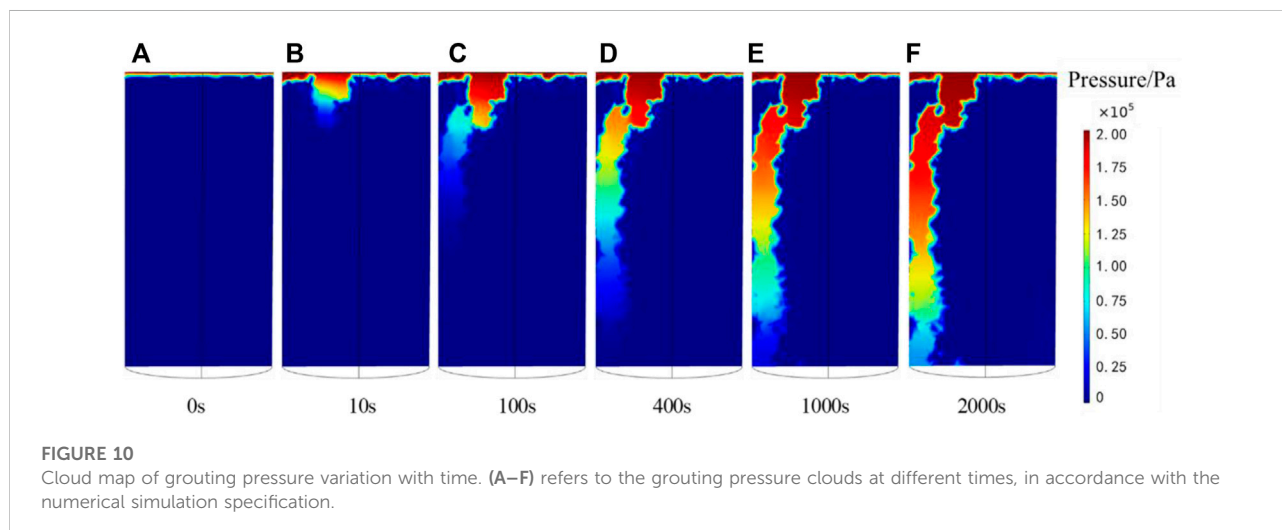 A B C D E F
Pressure/Pa
×10⁵
2.00
1.75
1.50
1.25
1.00
0.75
0.50
0.25
0
0s 10s 100s 400s 1000s 2000s
FIGURE 10
Cloud map of grouting pressure variation with time. (A–F) refers to the grouting pressure clouds at different times, in accordance with the
numerical simulation specification.